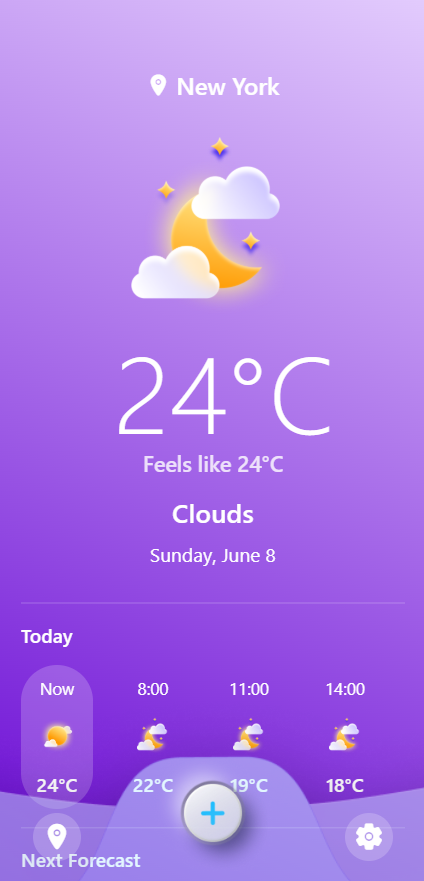 New York
24°C
Feels like 24°C
Clouds
Sunday, June 8
Today
Now 8:00 11:00 14:00
24°C 22°C 19°C 18°C
Next Forecast